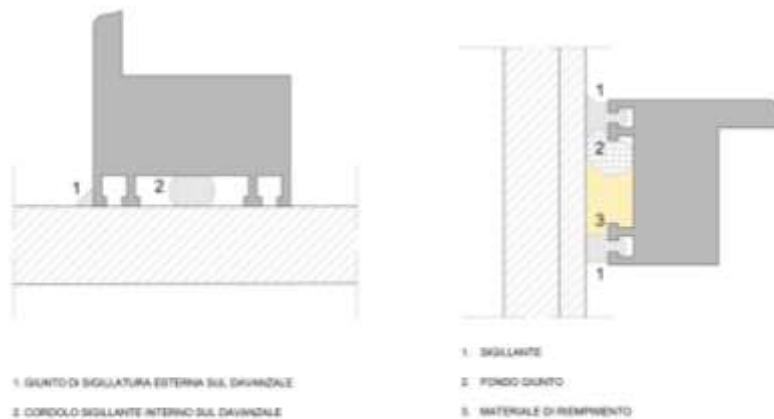 1
2
1
2
3
1
1. GIUNTO DI SIGILLATURA ESTERNA SUL DAVANZALE
2. CORDOLO SIGILLANTE INTERNO SUL DAVANZALE
1. SIGILLANTE
2. FONDO GIUNTO
3. MATERIALE DI RIEMPIMENTO